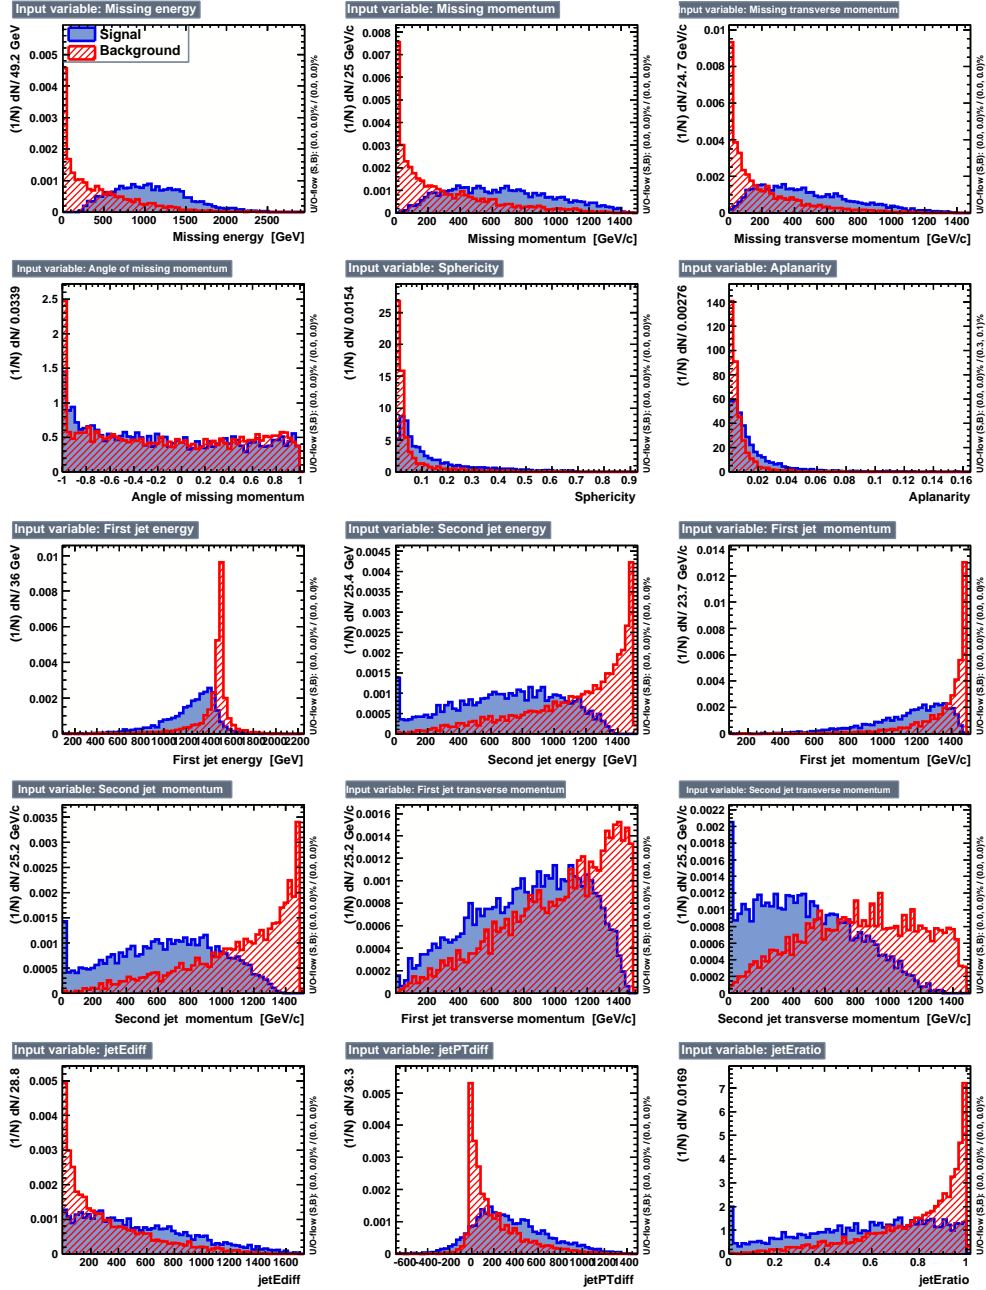 Input variable: Missing energy
Input variable: Missing momentum
Input variable: Missing transverse momentum
(1/N) dN/ 49.2 GeV
0.005
0.004
0.003
0.002
0.001
0
Signal
Background
U/O-flow (S,B): (0.0, 0.0)% / (0.0, 0.0)%
0 500 1000 1500 2000 2500
Missing energy [GeV]
(1/N) dN/ 25 GeV/c
0.008
0.007
0.006
0.005
0.004
0.003
0.002
0.001
0
U/O-flow (S,B): (0.0, 0.0)% / (0.0, 0.0)%
0 200 400 600 800 1000 1200 1400
Missing momentum [GeV/c]
(1/N) dN/ 24.7 GeV/c
0.01
0.008
0.006
0.004
0.002
0
U/O-flow (S,B): (0.0, 0.0)% / (0.0, 0.0)%
0 200 400 600 800 1000 1200 1400
Missing transverse momentum [GeV/c]
Input variable: Angle of missing momentum
Input variable: Sphericity
Input variable: Aplanarity
(1/N) dN/ 0.0339
2.5
2
1.5
1
0.5
0
U/O-flow (S,B): (0.0, 0.0)% / (0.0, 0.0)%
-1 -0.8 -0.6 -0.4 -0.2 0 0.2 0.4 0.6 0.8 1
Angle of missing momentum
(1/N) dN/ 0.0154
25
20
15
10
5
0
U/O-flow (S,B): (0.0, 0.0)% / (0.0, 0.0)%
0.1 0.2 0.3 0.4 0.5 0.6 0.7 0.8 0.9
Sphericity
(1/N) dN/ 0.00276
140
120
100
80
60
40
20
0
U/O-flow (S,B): (0.0, 0.0)% / (0.3, 0.1)%
0.02 0.04 0.06 0.08 0.1 0.12 0.14 0.16
Aplanarity
Input variable: First jet energy
Input variable: Second jet energy
Input variable: First jet momentum
(1/N) dN/ 36 GeV
0.01
0.008
0.006
0.004
0.002
0
U/O-flow (S,B): (0.0, 0.0)% / (0.0, 0.0)%
200 400 600 800 1000 1200 1400 1600 1800 2000 2200
First jet energy [GeV]
(1/N) dN/ 25.4 GeV
0.0045
0.004
0.0035
0.003
0.0025
0.002
0.0015
0.001
0.0005
0
U/O-flow (S,B): (0.0, 0.0)% / (0.0, 0.0)%
0 200 400 600 800 1000 1200 1400
Second jet energy [GeV]
(1/N) dN/ 23.7 GeV/c
0.014
0.012
0.01
0.008
0.006
0.004
0.002
0
U/O-flow (S,B): (0.0, 0.0)% / (0.0, 0.0)%
200 400 600 800 1000 1200 1400
First jet momentum [GeV/c]
Input variable: Second jet momentum
Input variable: First jet transverse momentum
Input variable: Second jet transverse momentum
(1/N) dN/ 25.2 GeV/c
0.0035
0.003
0.0025
0.002
0.0015
0.001
0.0005
0
U/O-flow (S,B): (0.0, 0.0)% / (0.0, 0.0)%
0 200 400 600 800 1000 1200 1400
Second jet momentum [GeV/c]
(1/N) dN/ 25.2 GeV/c
0.0016
0.0014
0.0012
0.001
0.0008
0.0006
0.0004
0.0002
0
U/O-flow (S,B): (0.0, 0.0)% / (0.0, 0.0)%
0 200 400 600 800 1000 1200 1400
First jet transverse momentum [GeV/c]
(1/N) dN/ 25.2 GeV/c
0.0022
0.002
0.0018
0.0016
0.0014
0.0012
0.001
0.0008
0.0006
0.0004
0.0002
0
U/O-flow (S,B): (0.0, 0.0)% / (0.0, 0.0)%
0 200 400 600 800 1000 1200 1400
Second jet transverse momentum [GeV/c]
Input variable: jetEdiff
Input variable: jetPTdiff
Input variable: jetEratio
(1/N) dN/ 28.8
0.005
0.004
0.003
0.002
0.001
0
U/O-flow (S,B): (0.0, 0.0)% / (0.0, 0.0)%
200 400 600 800 1000 1200 1400 1600
jetEdiff
(1/N) dN/ 36.3
0.005
0.004
0.003
0.002
0.001
0
U/O-flow (S,B): (0.0, 0.0)% / (0.0, 0.0)%
-600 -400 -200 0 200 400 600 800 1000 1200 1400
jetPTdiff
(1/N) dN/ 0.0169
7
6
5
4
3
2
1
0
U/O-flow (S,B): (0.0, 0.0)% / (0.0, 0.0)%
0 0.2 0.4 0.6 0.8 1
jetEratio